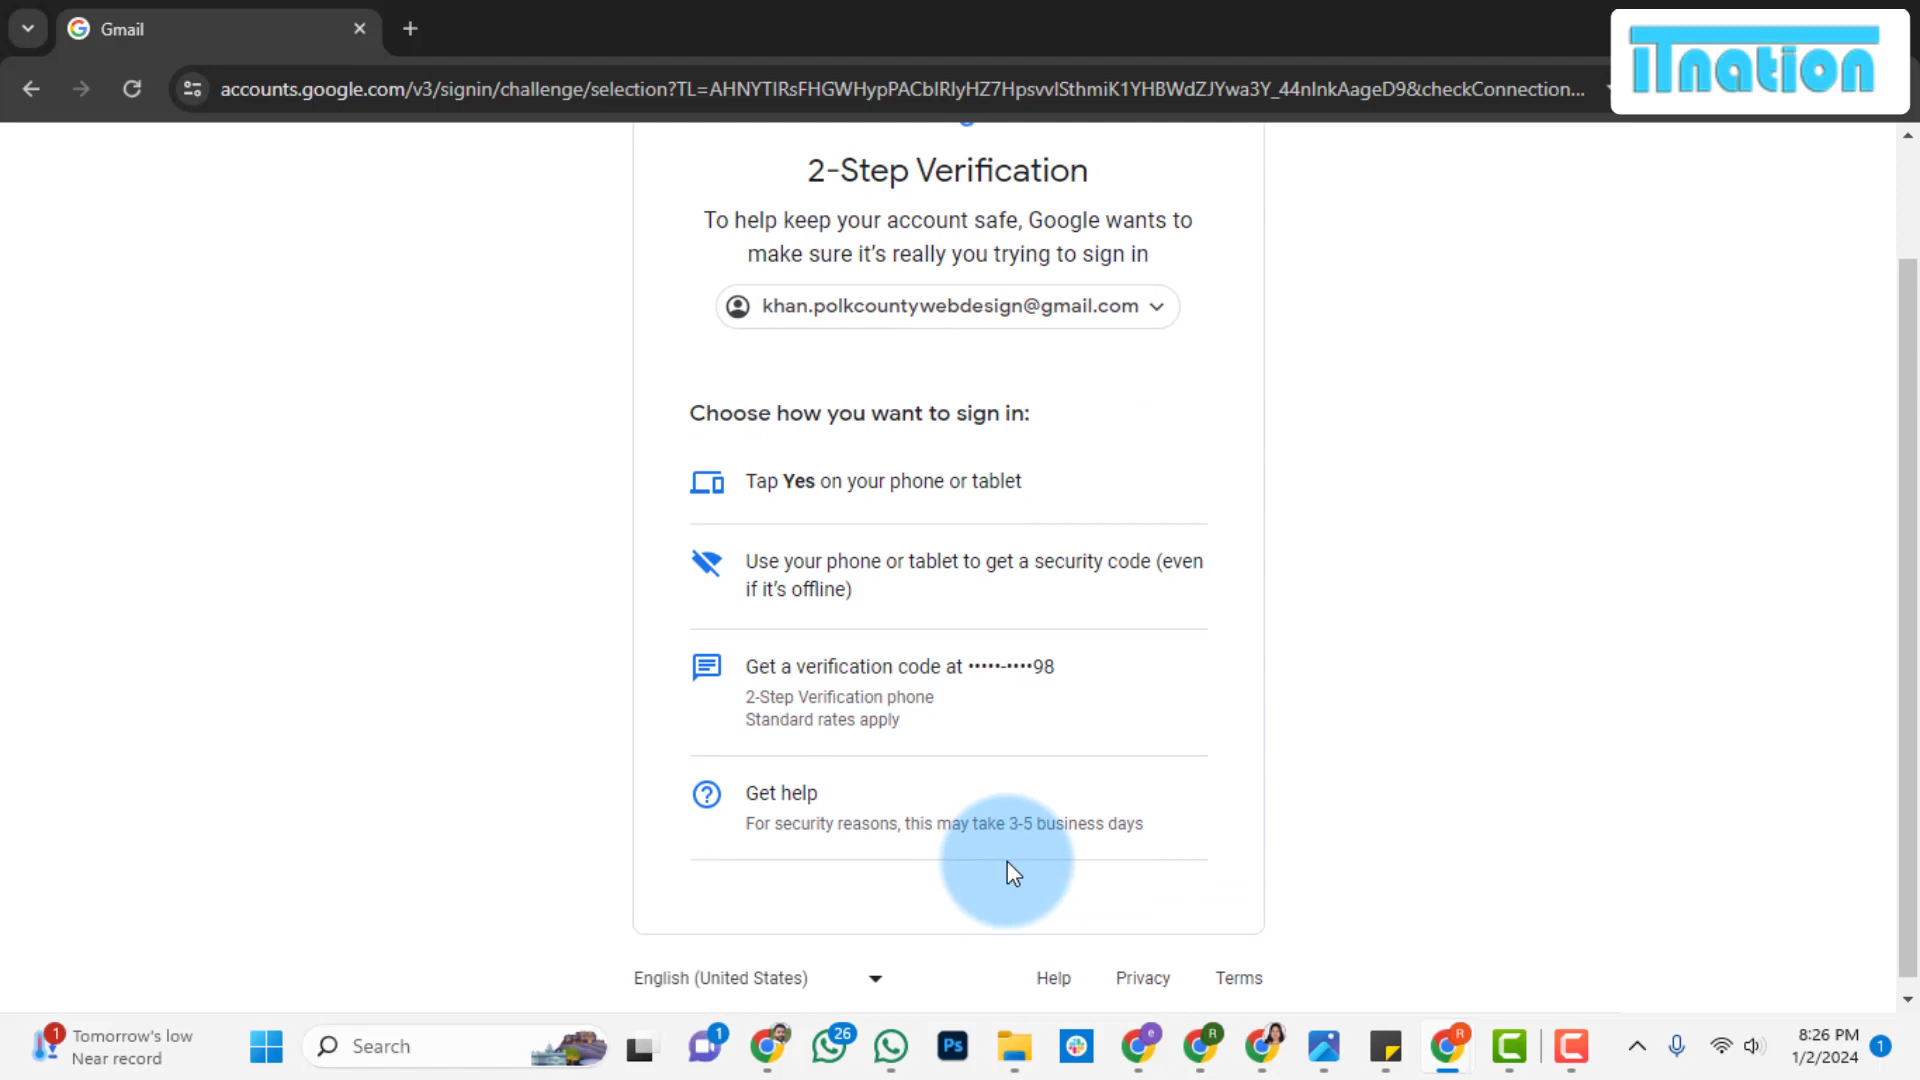 Gmail
accounts.google.com/v3/signin/challenge/selection?TL=AHNYTIRsFHGWHypPACbIRlyHZ7HpsvvlSthmiK1YHBWdZJYwa3Y_44nInkAageD9&checkConnection...
iTnation
2-Step Verification
To help keep your account safe, Google wants to
make sure it's really you trying to sign in
khan.polkcountywebdesign@gmail.com
Choose how you want to sign in:
Tap Yes on your phone or tablet
Use your phone or tablet to get a security code (even
if it's offline)
Get a verification code at •••••-••••98
2-Step Verification phone
Standard rates apply
Get help
For security reasons, this may take 3-5 business days
English (United States)
Help
Privacy
Terms
1
Tomorrow's low
Near record
Search
1
26
Ps
e
R
R
8:26 PM
1/2/2024
1